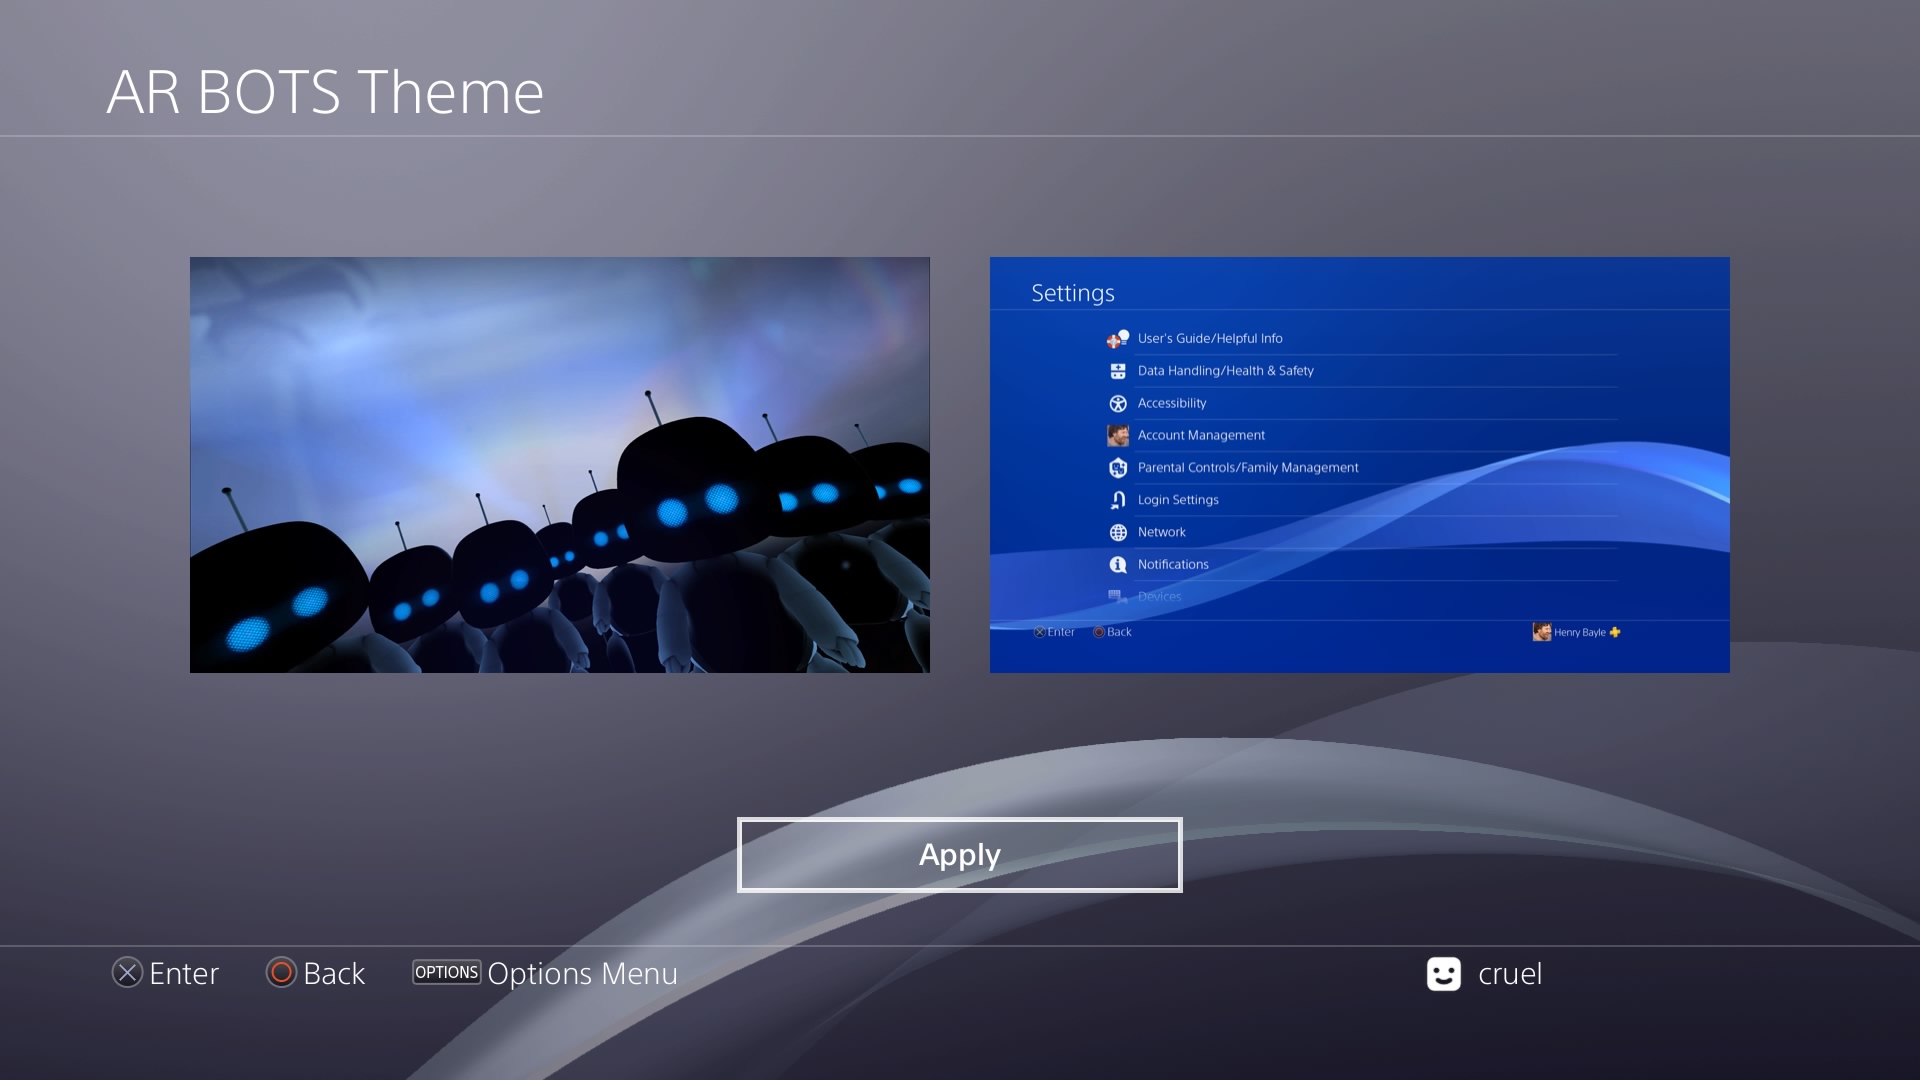 AR BOTS Theme
Settings
User's Guide/Helpful Info
Data Handling/Health & Safety
Accessibility
Account Management
Parental Controls/Family Management
Login Settings
Network
Notifications
Devices
Enter Back Henry Bayle
Apply
Enter Back OPTIONS Options Menu cruel